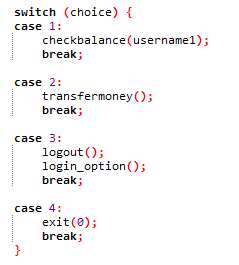 switch (choice) {
case 1:
checkbalance(username1);
break;
case 2:
transfermoney();
break;
case 3:
logout();
login_option();
break;
case 4:
exit(0);
break;
}